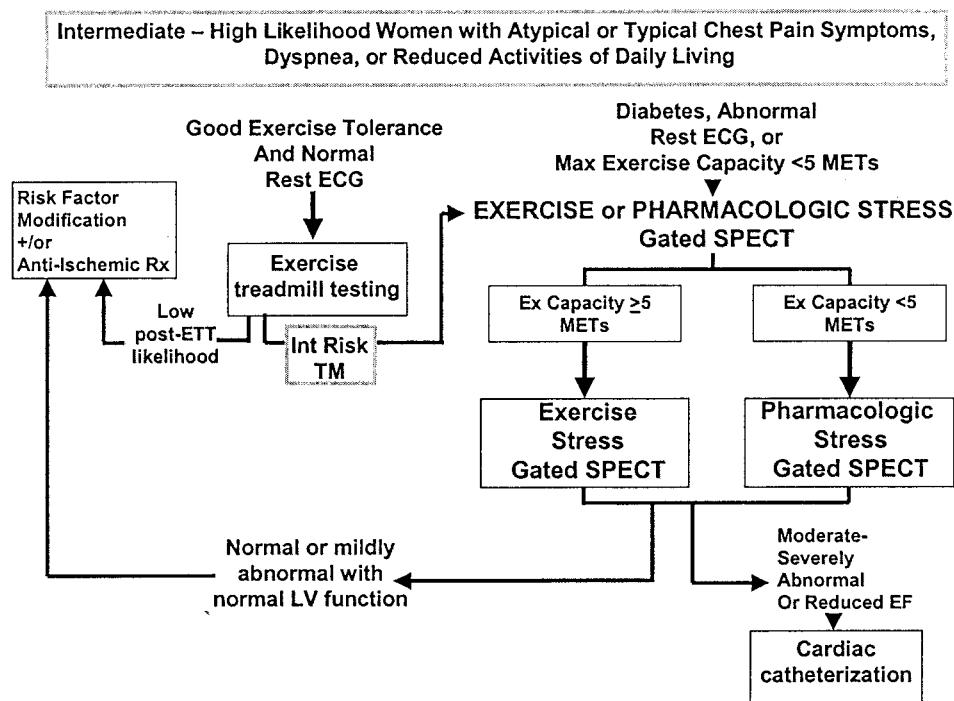 Intermediate – High Likelihood Women with Atypical or Typical Chest Pain Symptoms,
Dyspnea, or Reduced Activities of Daily Living
Good Exercise Tolerance
And Normal
Rest ECG
Diabetes, Abnormal
Rest ECG, or
Max Exercise Capacity <5 METs
Risk Factor
Modification
+/or
Anti-Ischemic Rx
EXERCISE or PHARMACOLOGIC STRESS
Gated SPECT
Exercise
treadmill testing
Low
post-ETT
likelihood
Int Risk
TM
Ex Capacity ≥5
METs
Ex Capacity <5
METs
Exercise
Stress
Gated SPECT
Pharmacologic
Stress
Gated SPECT
Normal or mildly
abnormal with
normal LV function
Moderate-
Severely
Abnormal
Or Reduced EF
Cardiac
catheterization